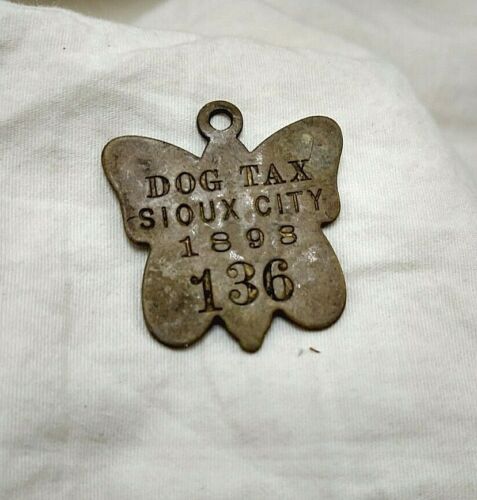 DOG TAX
SIOUX CITY
1898
136